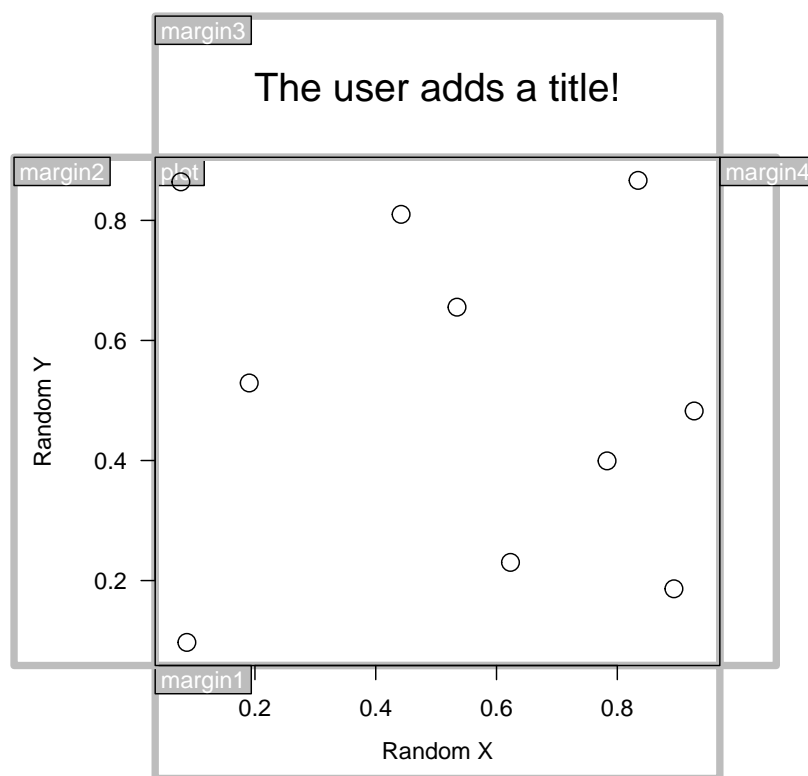 margin3
The user adds a title!
margin2
plot
margin4
0.8
0.6
0.4
0.2
Random Y
margin1
0.2 0.4 0.6 0.8
Random X